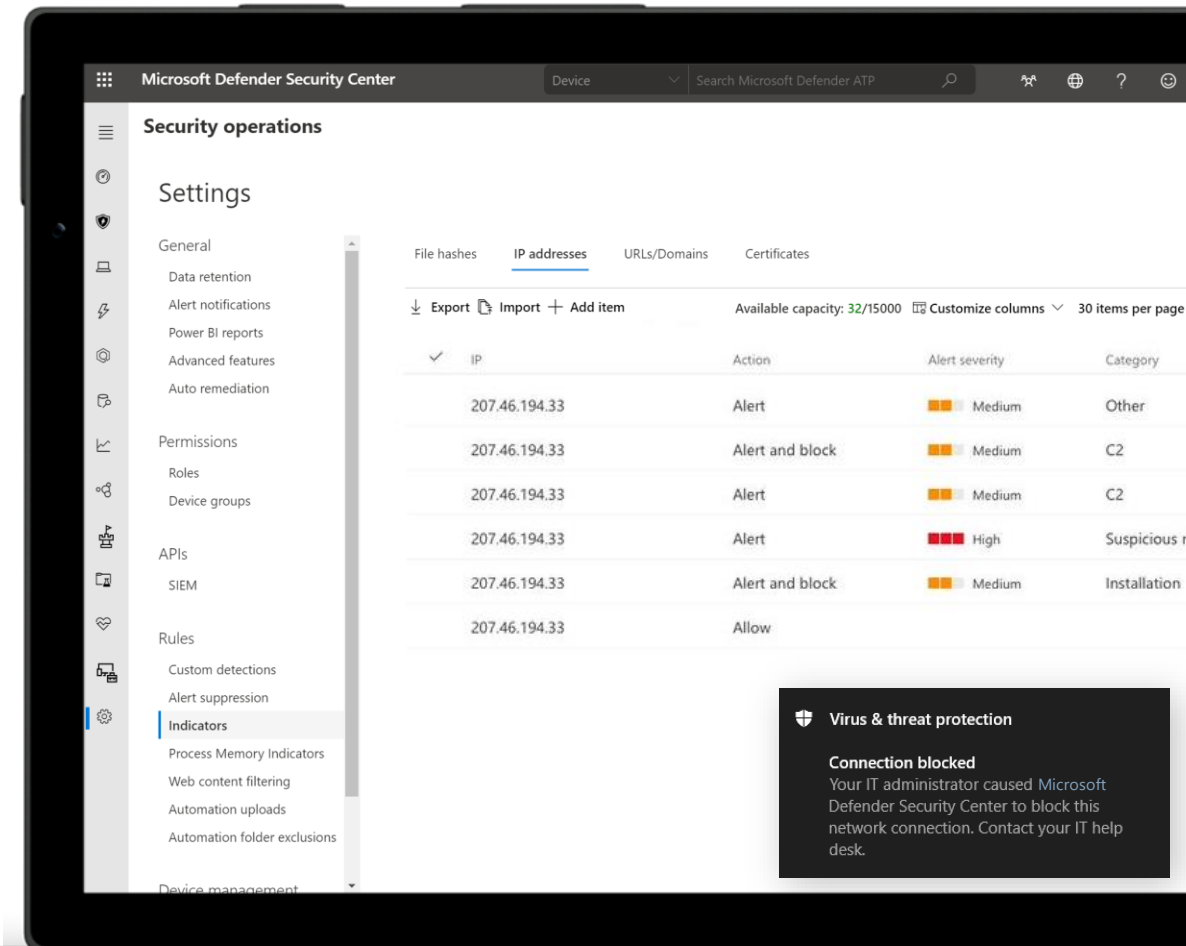 Microsoft Defender Security Center
Device
Search Microsoft Defender ATP
Security operations
Settings
General
Data retention
Alert notifications
Power BI reports
Advanced features
Auto remediation
Permissions
Roles
Device groups
APIs
SIEM
Rules
Custom detections
Alert suppression
Indicators
Process Memory Indicators
Web content filtering
Automation uploads
Automation folder exclusions
Device management
File hashes IP addresses URLs/Domains Certificates
Export Import Add item Available capacity: 32/15000 Customize columns 30 items per page
IP Action Alert severity Category
207.46.194.33 Alert Medium Other
207.46.194.33 Alert and block Medium C2
207.46.194.33 Alert Medium C2
207.46.194.33 Alert High Suspicious
207.46.194.33 Alert and block Medium Installation
207.46.194.33 Allow
Virus & threat protection
Connection blocked
Your IT administrator caused Microsoft
Defender Security Center to block this
network connection. Contact your IT help
desk.